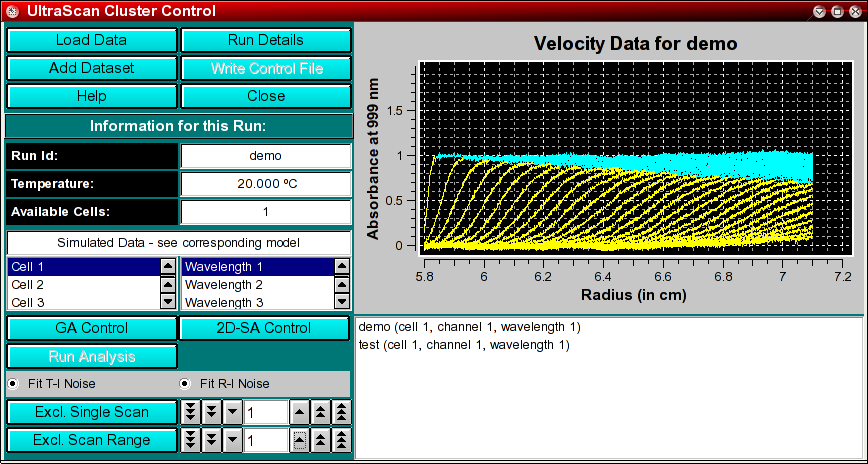 UltraScan Cluster Control
Load Data
Run Details
Add Dataset
Write Control File
Help
Close
Information for this Run:
Run Id:
demo
Temperature:
20.000 ºC
Available Cells:
1
Simulated Data - see corresponding model
Cell 1
Cell 2
Cell 3
Wavelength 1
Wavelength 2
Wavelength 3
GA Control
2D-SA Control
Run Analysis
Fit T-I Noise
Fit R-I Noise
Excl. Single Scan
1
Excl. Scan Range
1
Velocity Data for demo
Absorbance at 999 nm
1.5
1
0.5
0
5.8
6
6.2
6.4
6.6
6.8
7
7.2
Radius (in cm)
demo (cell 1, channel 1, wavelength 1)
test (cell 1, channel 1, wavelength 1)